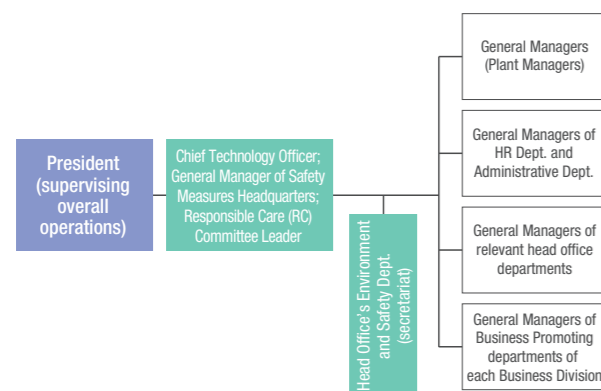 President
(supervising
overall
operations)
Chief Technology Officer;
General Manager of Safety
Measures Headquarters;
Responsible Care (RC)
Committee Leader
Head Office's Environment
and Safety Dept.
(secretariat)
General Managers
(Plant Managers)
General Managers of
HR Dept. and
Administrative Dept.
General Managers of
relevant head office
departments
General Managers of
Business Promoting
departments of
each Business Division